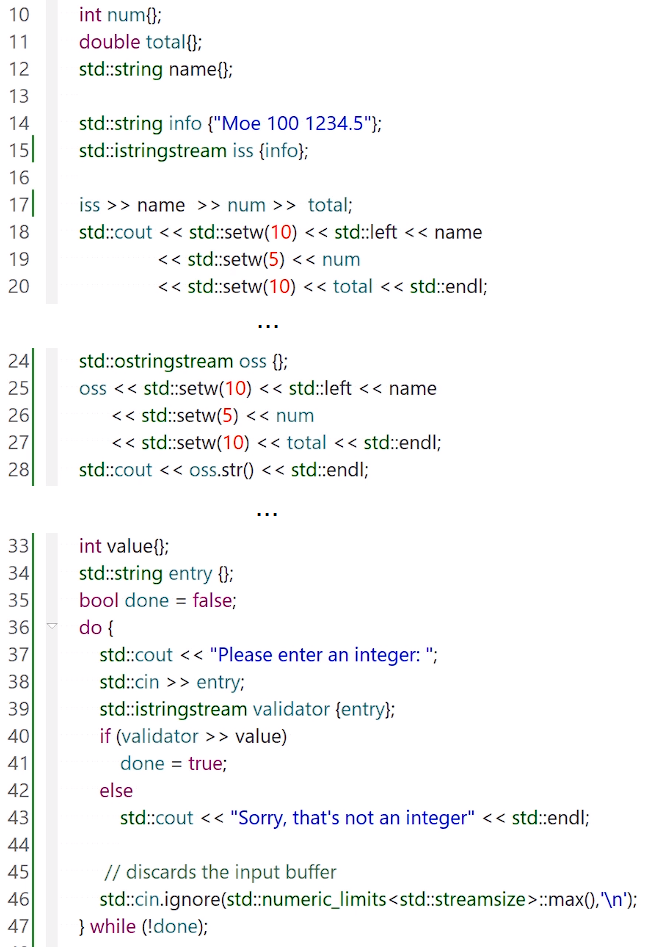 10 int num{};
11 double total{};
12 std::string name{};
13
14 std::string info {"Moe 100 1234.5"};
15 std::istringstream iss {info};
16
17 iss >> name  >> num >>  total;
18 std::cout << std::setw(10) << std::left << name
19 << std::setw(5) << num
20 << std::setw(10) << total << std::endl;
...
24 std::ostringstream oss {};
25 oss << std::setw(10) << std::left << name
26 << std::setw(5) << num
27 << std::setw(10) << total << std::endl;
28 std::cout << oss.str() << std::endl;
...
33 int value{};
34 std::string entry {};
35 bool done = false;
36 do {
37 std::cout << "Please enter an integer: ";
38 std::cin >> entry;
39 std::istringstream validator {entry};
40 if (validator >> value)
41 done = true;
42 else
43 std::cout << "Sorry, that's not an integer" << std::endl;
44
45 // discards the input buffer
46 std::cin.ignore(std::numeric_limits<std::streamsize>::max(),'\n');
47 } while (!done);